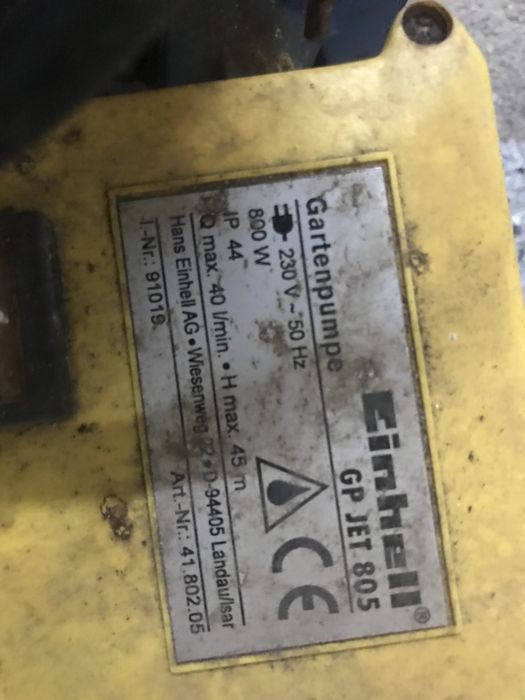 Einhell®
Gartenpumpe GP JET 805
230 V ~ 50 Hz
800 W
IP 44
Q max. 40 l/min. • H max. 45 m
Hans Einhell AG • Wiesenweg 22 • D-94405 Landau/Isar
I.-Nr.: 91019 Art.-Nr.: 41.802.05
CE